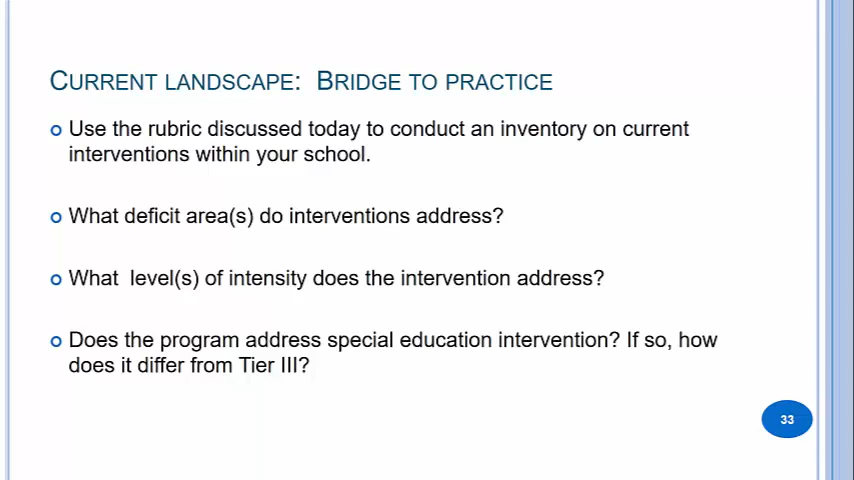 CURRENT LANDSCAPE: BRIDGE TO PRACTICE
Use the rubric discussed today to conduct an inventory on current
interventions within your school.
What deficit area(s) do interventions address?
What level(s) of intensity does the intervention address?
Does the program address special education intervention? If so, how
does it differ from Tier III?
33